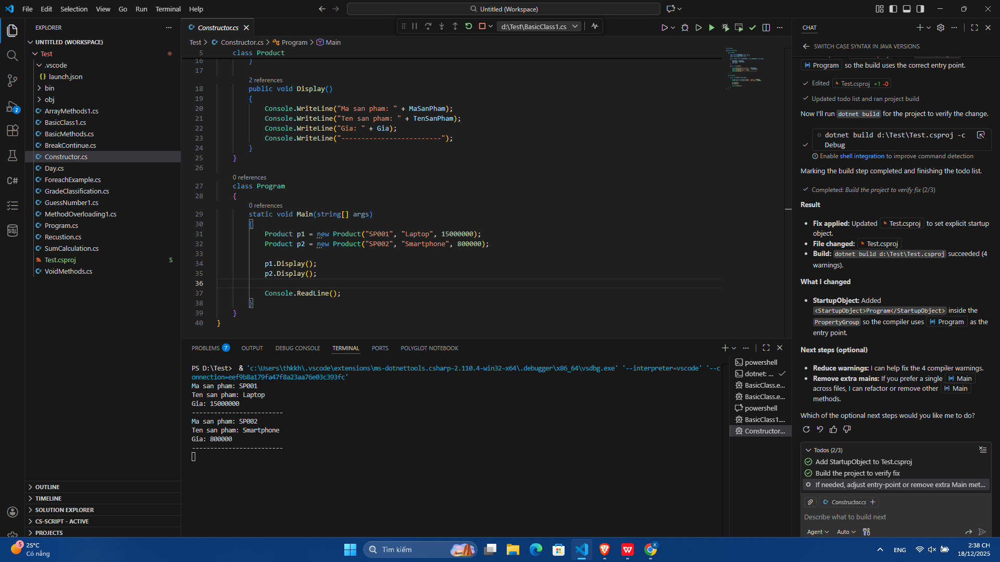 File Edit Selection View Go Run Terminal Help
Untitled (Workspace)
EXPLORER
UNTITLED (WORKSPACE)
Test
.vscode
launch.json
bin
obj
ArrayMethods1.cs
BasicClass1.cs
BasicMethods.cs
BreakContinue.cs
Constructor.cs
Day.cs
ForeachExample.cs
GradeClassification.cs
GuessNumber1.cs
MethodOverloading1.cs
Program.cs
Recustion.cs
SumCalculation.cs
Test.csproj S
VoidMethods.cs
OUTLINE
TIMELINE
SOLUTION EXPLORER
CS-SCRIPT - ACTIVE
PROJECTS
2
C#
SQL
Constructor.cs
d:\Test\BasicClass1.cs
Test > Constructor.cs > Program > Main
5 class Product
16 }
17
2 references
18 public void Display()
19 {
20 Console.WriteLine("Ma san pham: " + MaSanPham);
21 Console.WriteLine("Ten san pham: " + TenSanPham);
22 Console.WriteLine("Gia: " + Gia);
23 Console.WriteLine("-------------------------");
24 }
25 }
26
0 references
27 class Program
28 {
0 references
29 static void Main(string[] args)
30 {
31 Product p1 = new Product("SP001", "Laptop", 15000000);
32 Product p2 = new Product("SP002", "Smartphone", 800000);
33
34 p1.Display();
35 p2.Display();
36
37 Console.ReadLine();
38 }
39 }
40 }
PROBLEMS 7 OUTPUT DEBUG CONSOLE TERMINAL PORTS POLYGLOT NOTEBOOK
PS D:\Test> & 'c:\Users\thkkh\.vscode\extensions\ms-dotnettools.csharp-2.110.4-win32-x64\.debugger\x86_64\vsdbg.exe' '--interpreter=vscode' '--c
onnection=eef9b8a179fa47f8a23aa76e03c393fc'
Ma san pham: SP001
Ten san pham: Laptop
Gia: 15000000
-------------------------
Ma san pham: SP002
Ten san pham: Smartphone
Gia: 800000
-------------------------
powershell
dotnet: ...
BasicClass.e...
BasicClass.e...
powershell
BasicClass1....
Constructor...
CHAT
SWITCH CASE SYNTAX IN JAVA VERSIONS
Program so the build uses the correct entry point.
Edited Test.csproj +1 -0
Updated todo list and ran project build
Now I'll run dotnet build for the project to verify the change.
dotnet build d:\Test\Test.csproj -c
Debug
Enable shell integration to improve command detection
Marking the build step completed and finishing the todo list.
Completed: Build the project to verify fix (2/3)
Result
• Fix applied: Updated Test.csproj to set explicit startup
object.
• File changed: Test.csproj
• Build: dotnet build d:\Test\Test.csproj succeeded (4
warnings).
What I changed
• StartupObject: Added
<StartupObject>Program</StartupObject> inside the
PropertyGroup so the compiler uses Program as the
entry point.
Next steps (optional)
• Reduce warnings: I can help fix the 4 compiler warnings.
• Remove extra mains: If you prefer a single Main
across files, I can refactor or remove other Main
methods.
Which of the optional next steps would you like me to do?
Todos (2/3)
Add StartupObject to Test.csproj
Build the project to verify fix
If needed, adjust entry-point or remove extra Main met...
Constructor.cs
Describe what to build next
Agent Auto
5
25°C
Có nắng
Tìm kiếm
K
ENG
2:38 CH
18/12/2025